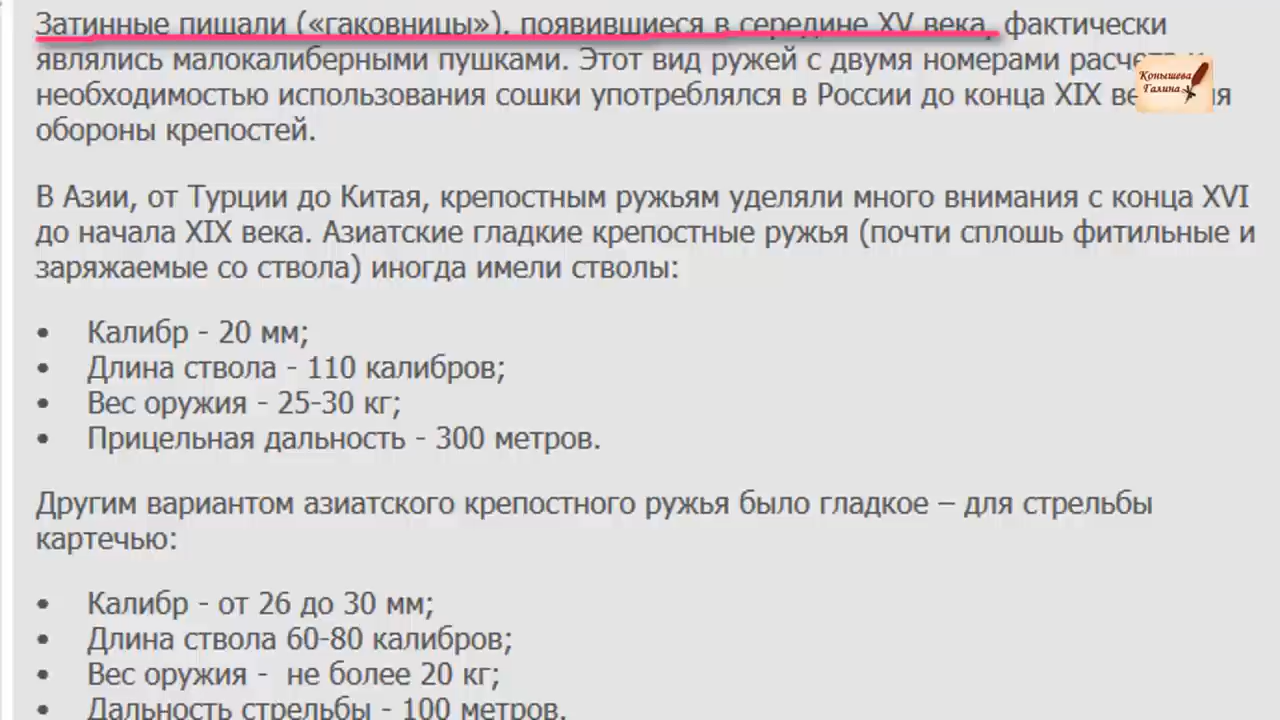 Затинные пищали («гаковницы»), появившиеся в середине XV века, фактически
являлись малокалиберными пушками. Этот вид ружей с двумя номерами расчета и
необходимостью использования сошки употреблялся в России до конца XIX
обороны крепостей.
Конышева
Галина
В Азии, от Турции до Китая, крепостным ружьям уделяли много внимания с конца XVI
до начала XIX века. Азиатские гладкие крепостные ружья (почти сплошь фитильные и
заряжаемые со ствола) иногда имели стволы:
• Калибр - 20 мм;
• Длина ствола - 110 калибров;
• Вес оружия - 25-30 кг;
• Прицельная дальность - 300 метров.
Другим вариантом азиатского крепостного ружья было гладкое – для стрельбы
картечью:
• Калибр - от 26 до 30 мм;
• Длина ствола 60-80 калибров;
• Вес оружия - не более 20 кг;
• Дальность стрельбы - 100 метров.